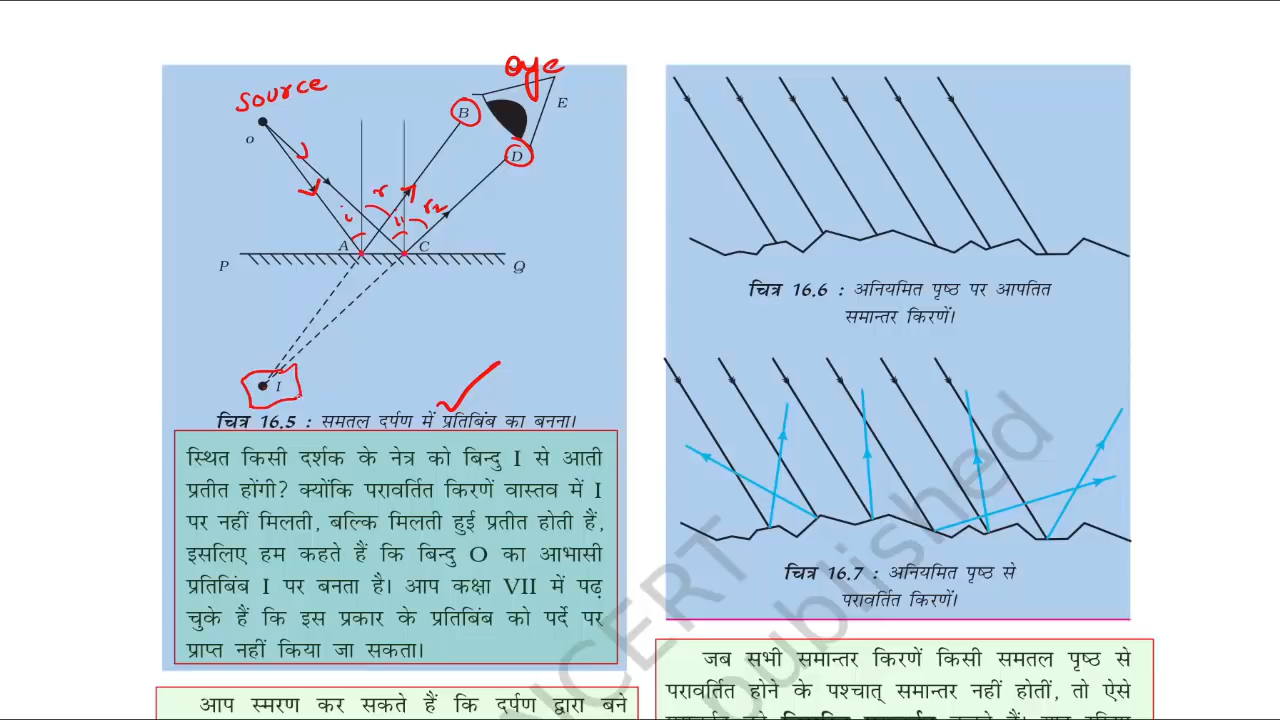 source
eye
O
B
E
D
i
r
i1
r2
A
C
P
Q
I
चित्र 16.5 : समतल दर्पण में प्रतिबिंब का बनना।
स्थित किसी दर्शक के नेत्र को बिन्दु I से आती
प्रतीत होंगी? क्योंकि परावर्तित किरणें वास्तव में I
पर नहीं मिलती, बल्कि मिलती हुई प्रतीत होती हैं,
इसलिए हम कहते हैं कि बिन्दु O का आभासी
प्रतिबिंब I पर बनता है। आप कक्षा VII में पढ़
चुके हैं कि इस प्रकार के प्रतिबिंब को पर्दे पर
प्राप्त नहीं किया जा सकता।
आप स्मरण कर सकते हैं कि दर्पण द्वारा बने
चित्र 16.6 : अनियमित पृष्ठ पर आपतित
समान्तर किरणें।
चित्र 16.7 : अनियमित पृष्ठ से
परावर्तित किरणें।
जब सभी समान्तर किरणें किसी समतल पृष्ठ से
परावर्तित होने के पश्चात् समान्तर नहीं होतीं, तो ऐसे
NCERT
published